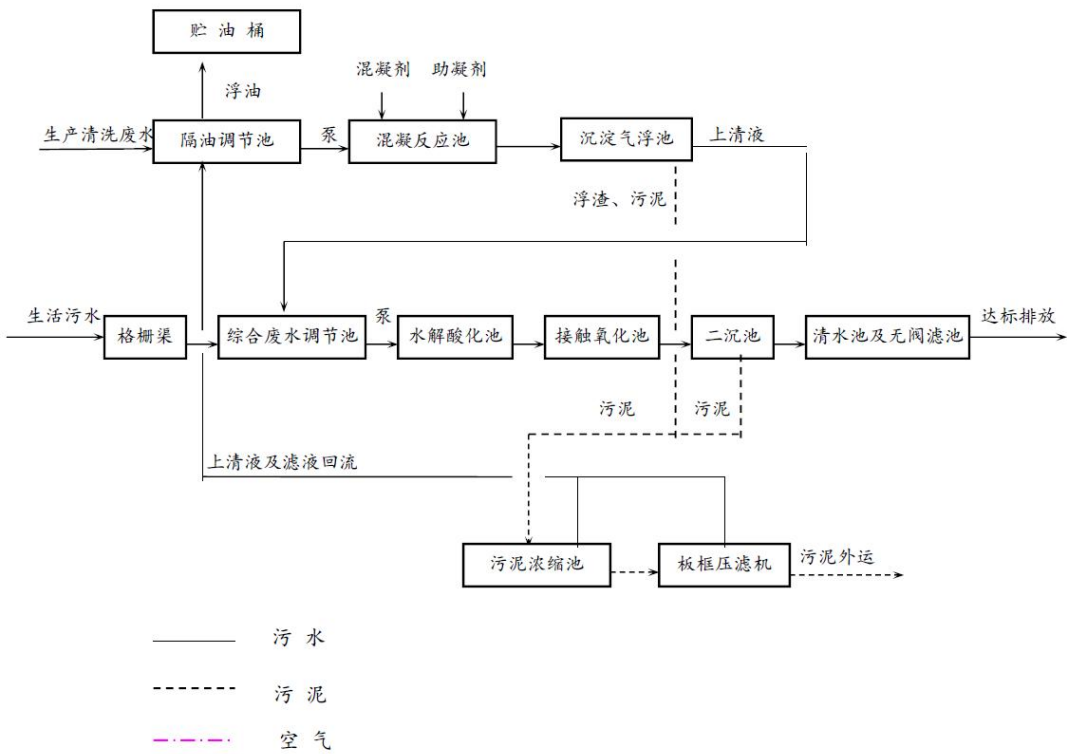 贮 油 桶
浮油
混凝剂
助凝剂
生产清洗废水
隔油调节池
泵
混凝反应池
沉淀气浮池
上清液
浮渣、污泥
生活污水
格栅渠
综合废水调节池
泵
水解酸化池
接触氧化池
二沉池
清水池及无阀滤池
达标排放
污泥
污泥
上清液及滤液回流
污泥浓缩池
板框压滤机
污泥外运
污 水
污 泥
空 气